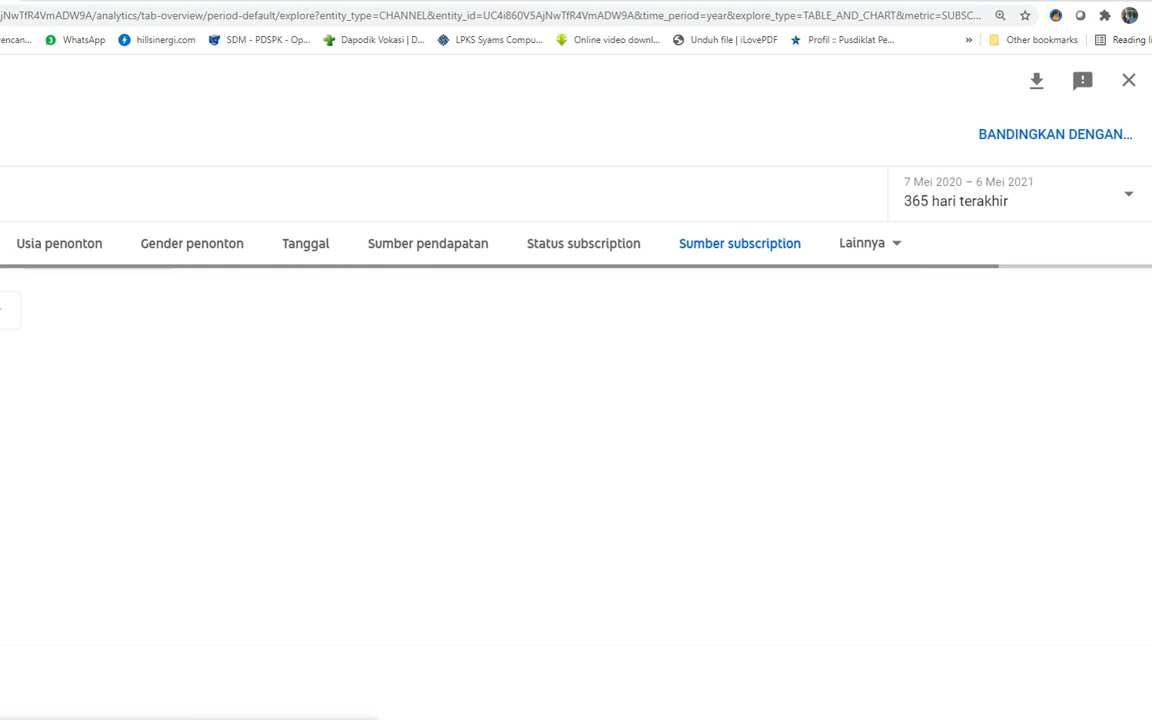 jNwTfR4VmADW9A/analytics/tab-overview/period-default/explore?entity_type=CHANNEL&entity_id=UC4i860V5AjNwTfR4VmADW9A&time_period=year&explore_type=TABLE_AND_CHART&metric=SUBSC...
rencan... WhatsApp hillsinergi.com SDM - PDSPK - Op... Dapodik Vokasi | D... LPKS Syams Compu... Online video downl... Unduh file | iLovePDF Profil :: Pusdiklat Pe... » Other bookmarks Reading li
BANDINGKAN DENGAN...
7 Mei 2020 – 6 Mei 2021
365 hari terakhir
Usia penonton Gender penonton Tanggal Sumber pendapatan Status subscription Sumber subscription Lainnya